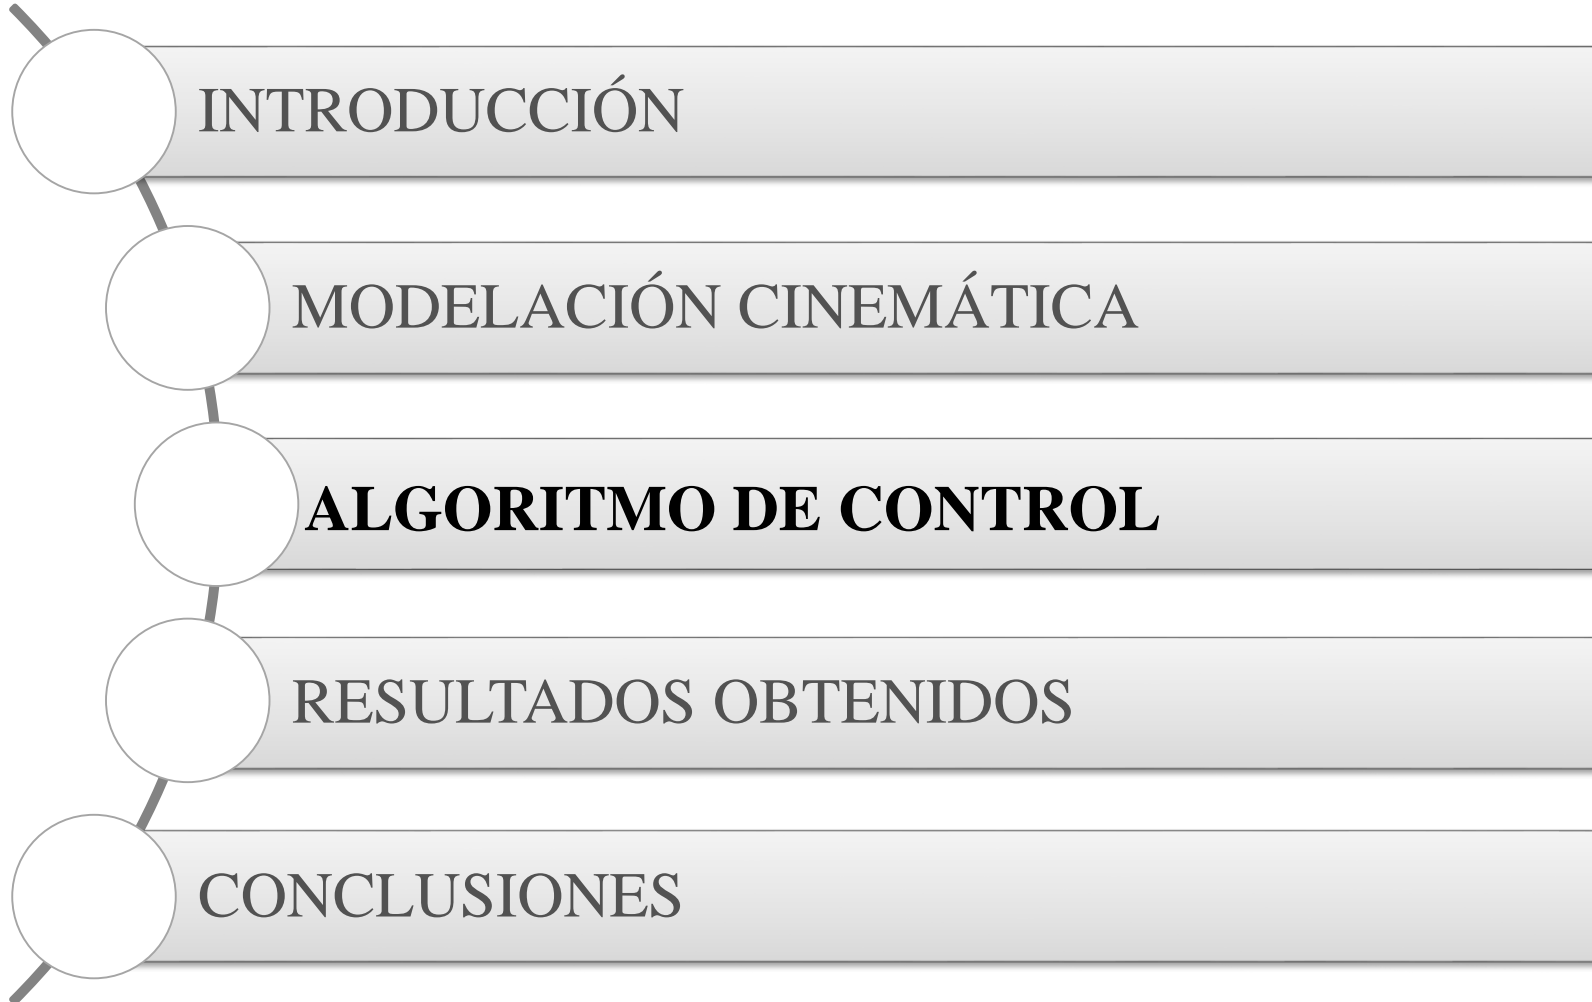 INTRODUCCIÓN
MODELACIÓN CINEMÁTICA
ALGORITMO DE CONTROL
RESULTADOS OBTENIDOS
CONCLUSIONES